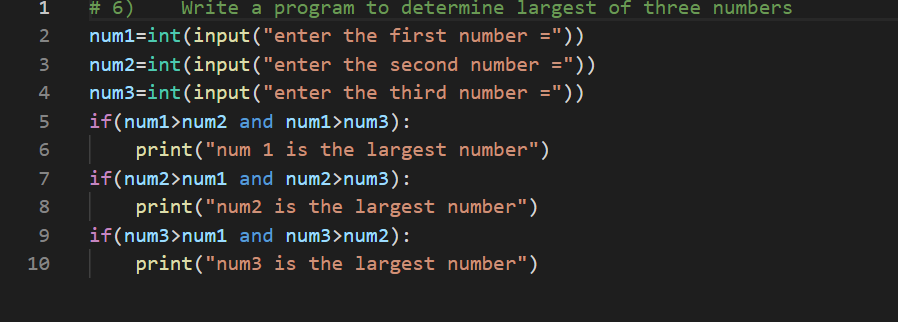 1 # 6)    Write a program to determine largest of three numbers
2 num1=int(input("enter the first number ="))
3 num2=int(input("enter the second number ="))
4 num3=int(input("enter the third number ="))
5 if(num1>num2 and num1>num3):
6     print("num 1 is the largest number")
7 if(num2>num1 and num2>num3):
8     print("num2 is the largest number")
9 if(num3>num1 and num3>num2):
10     print("num3 is the largest number")